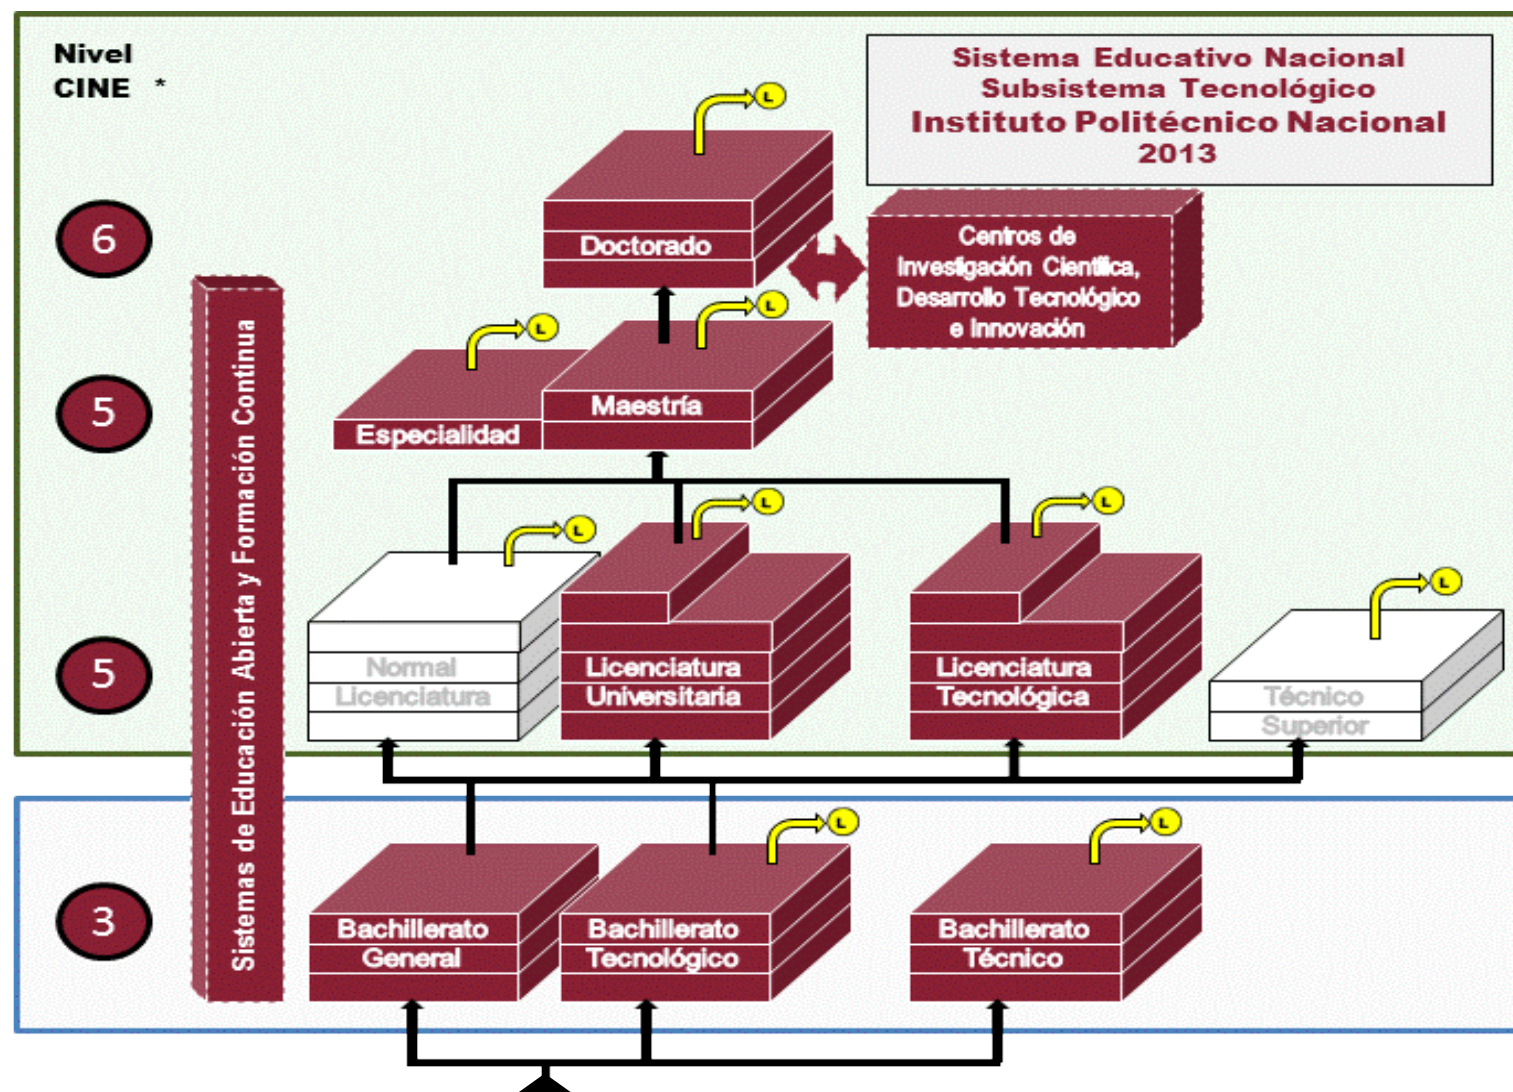 Nivel
CINE *
Sistema Educativo Nacional
Subsistema Tecnológico
Instituto Politécnico Nacional
2013
L
6
Doctorado
Centros de
Investigación Científica,
Desarrollo Tecnológico
e Innovación
L
L
5
Especialidad
Maestría
Sistemas de Educación Abierta y Formación Continua
L
L
L
L
5
Normal
Licenciatura
Licenciatura
Universitaria
Licenciatura
Tecnológica
Técnico
Superior
L
L
3
Bachillerato
General
Bachillerato
Tecnológico
Bachillerato
Técnico